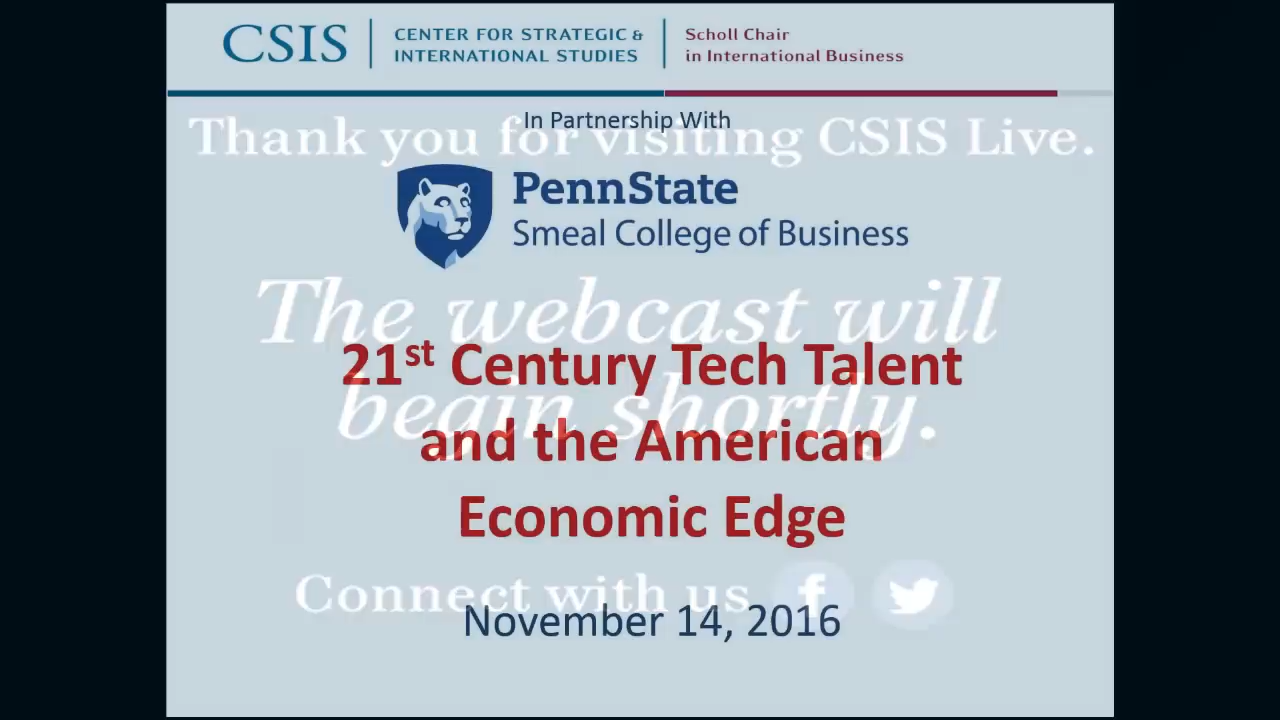 CSIS
CENTER FOR STRATEGIC &
INTERNATIONAL STUDIES
Scholl Chair
in International Business
In Partnership With
Thank you for visiting CSIS Live.
PennState
Smeal College of Business
The webcast will
begin shortly.
21st Century Tech Talent
and the American
Economic Edge
Connect with us
November 14, 2016